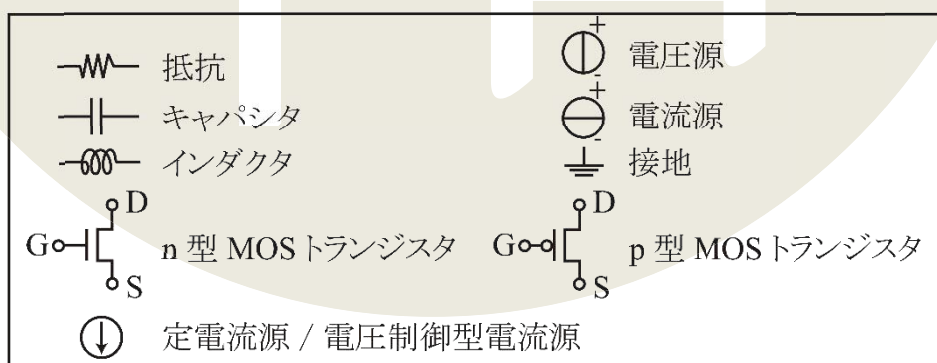 抵抗
キャパシタ
インダクタ
+
-
電圧源
+
-
電流源
接地
D
G
S
n 型 MOS トランジスタ
D
G
S
p 型 MOS トランジスタ
定電流源 / 電圧制御型電流源